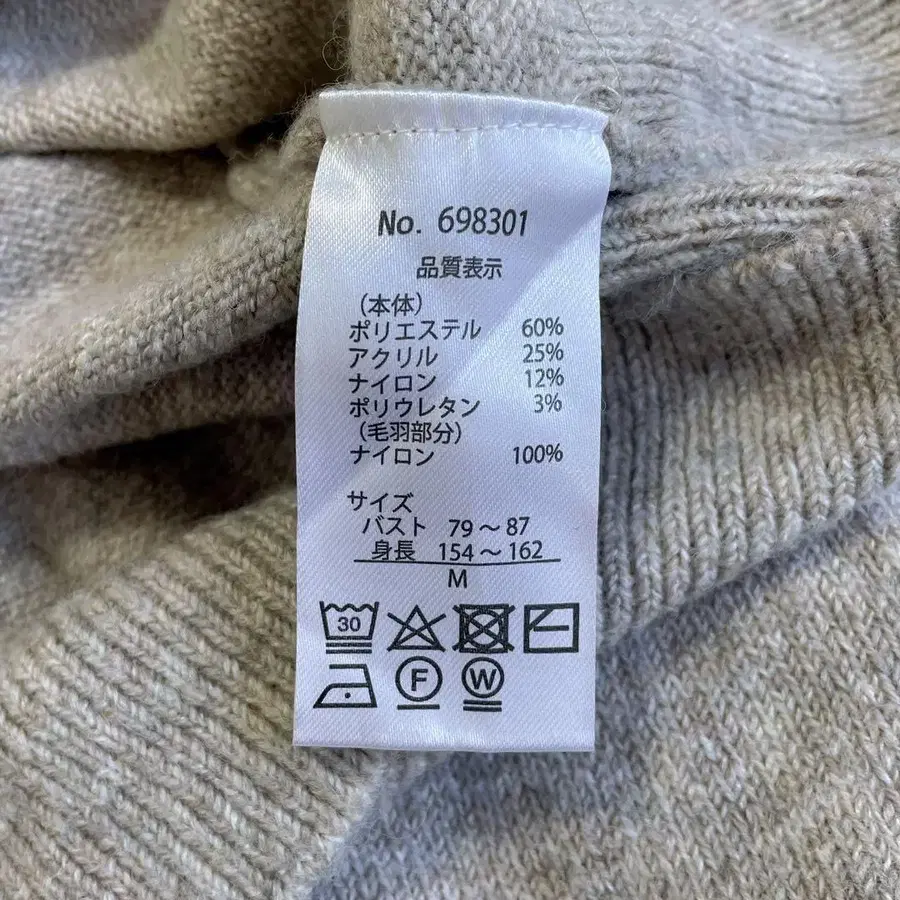 No. 698301
品質表示
（本体）
ポリエステル 60%
アクリル 25%
ナイロン 12%
ポリウレタン 3%
（毛羽部分）
ナイロン 100%
サイズ
バスト 79～87
身長 154～162
M
30
F W